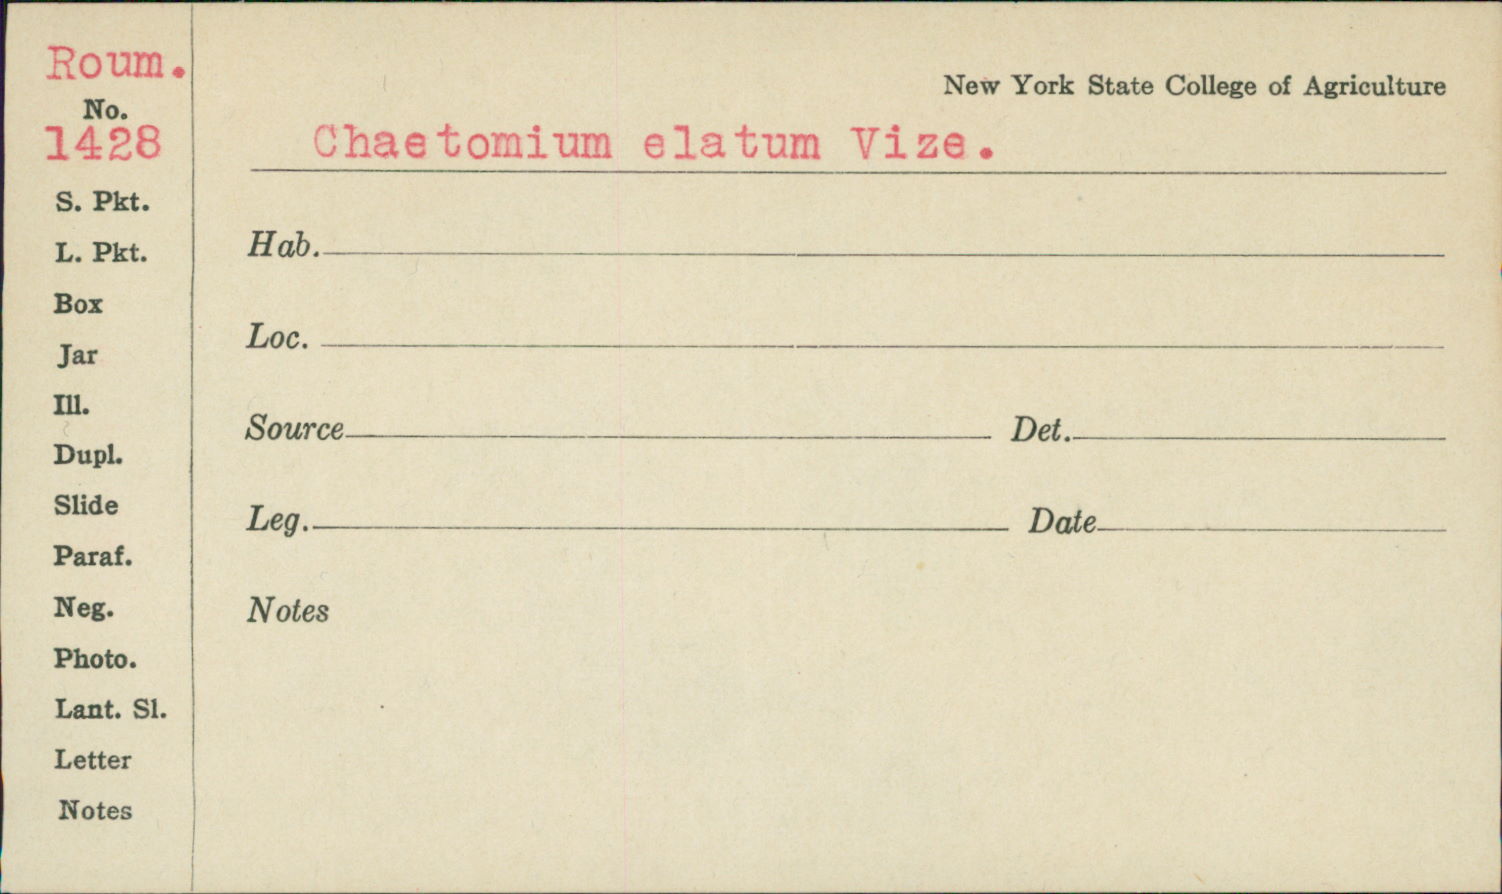 Roum.
No.
1428
S. Pkt.
L. Pkt.
Box
Jar
Ill.
Dupl.
Slide
Paraf.
Neg.
Photo.
Lant. Sl.
Letter
Notes
New York State College of Agriculture
Chaetomium elatum Vize.
Hab.
Loc.
Source Det.
Leg. Date
Notes